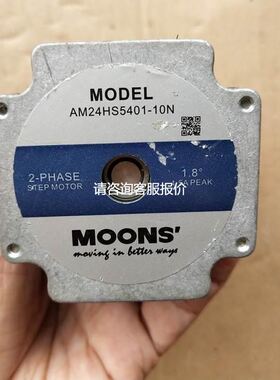 MODEL
AM24HS5401-10N
请咨询客服报价
2-PHASE
STEP MOTOR
1.8°
PEAK
MOONS'
moving in better ways